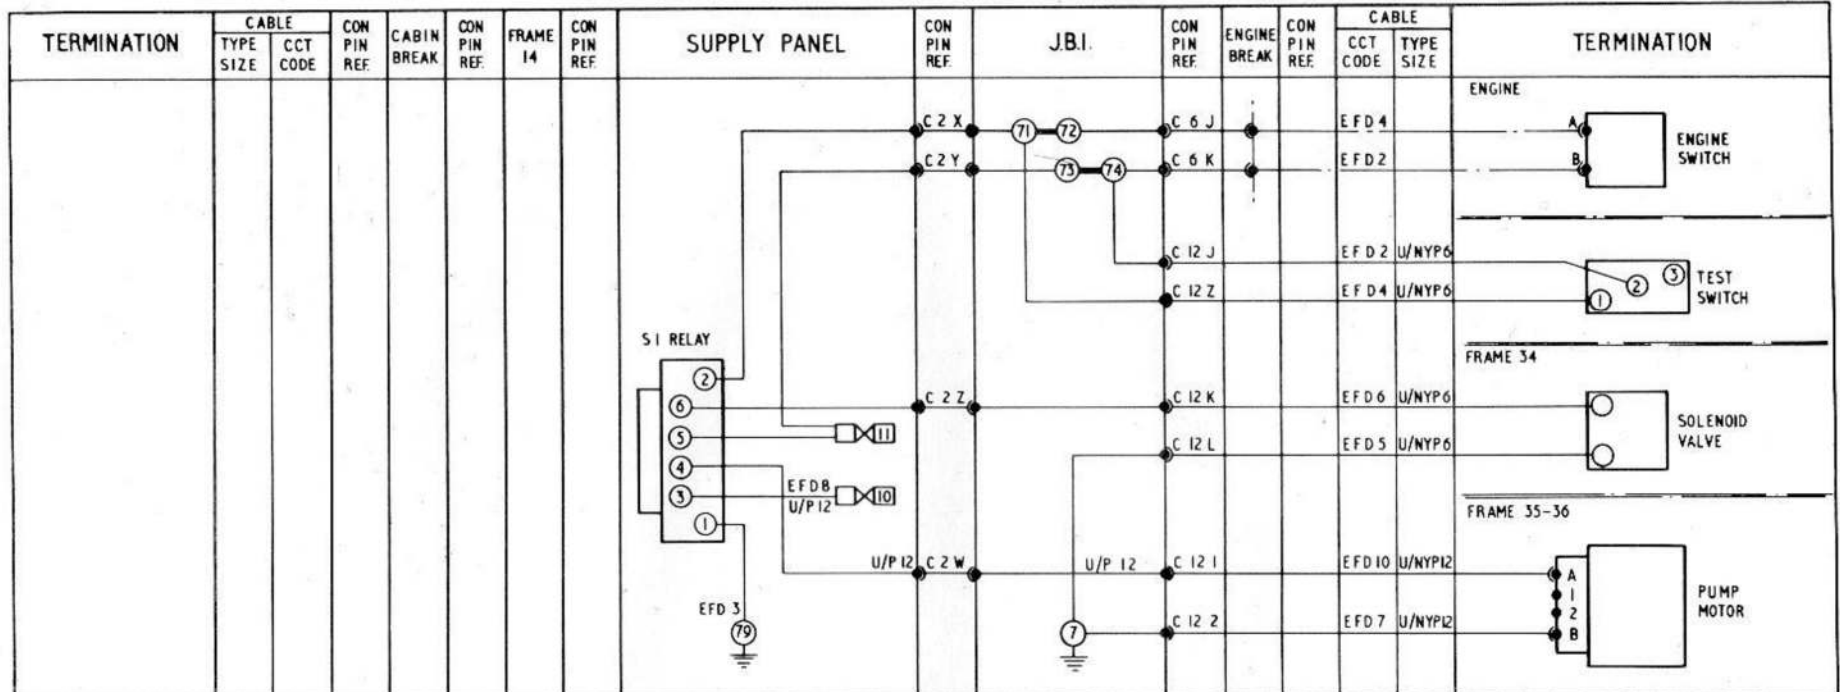 TERMINATION
CABLE
TYPE SIZE
CCT CODE
CON PIN REF.
CABIN BREAK
CON PIN REF.
FRAME 14
CON PIN REF.
SUPPLY PANEL
CON PIN REF.
J.B.I.
CON PIN REF.
ENGINE BREAK
CON PIN REF.
CABLE
CCT CODE
TYPE SIZE
TERMINATION
ENGINE
C 2 X
71
72
C 6 J
EFD 4
A
ENGINE
SWITCH
C 2 Y
73
74
C 6 K
EFD 2
B
C 12 J
EFD 2 U/NYP6
2
3
TEST
SWITCH
C 12 Z
EFD 4 U/NYP6
1
S1 RELAY
FRAME 34
2
6
C 2 Z
C 12 K
EFD 6 U/NYP6
SOLENOID
VALVE
5
11
C 12 L
EFD 5 U/NYP6
4
3
EFD 8
U/P 12
10
FRAME 35-36
1
U/P 12
C 2 W
U/P 12
C 12 1
EFD 10 U/NYP12
A
1
2
B
PUMP
MOTOR
EFD 3
79
7
C 12 2
EFD 7 U/NYP12